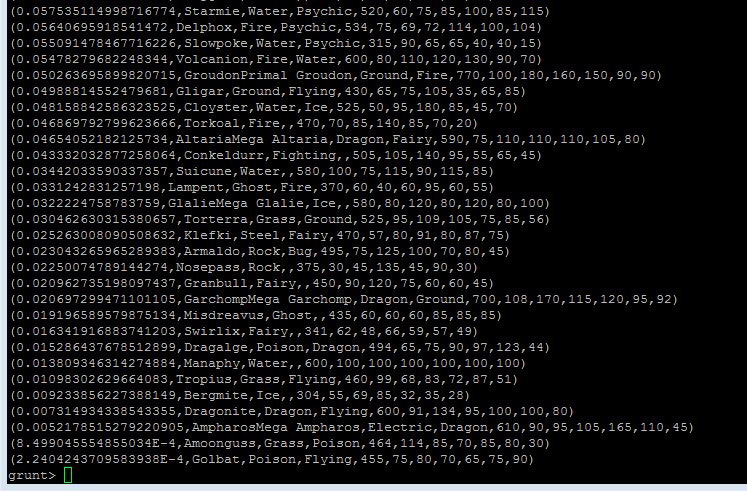 (0.057535114998716774,Starmie,Water,Psychic,520,60,75,85,100,85,115)
(0.05640695918541472,Delphox,Fire,Psychic,534,75,69,72,114,100,104)
(0.055091478467716226,Slowpoke,Water,Psychic,315,90,65,65,40,40,15)
(0.05478279682248344,Volcanion,Fire,Water,600,80,110,120,130,90,70)
(0.050263695899820715,GroudonPrimal Groudon,Ground,Fire,770,100,180,160,150,90,90)
(0.04988814552479681,Gligar,Ground,Flying,430,65,75,105,35,65,85)
(0.048158842586323525,Cloyster,Water,Ice,525,50,95,180,85,45,70)
(0.046869792799623666,Torkoal,Fire,,470,70,85,140,85,70,20)
(0.04654052182125734,AltariaMega Altaria,Dragon,Fairy,590,75,110,110,110,105,80)
(0.043332032877258064,Conkeldurr,Fighting,,505,105,140,95,55,65,45)
(0.03442033590337357,Suicune,Water,,580,100,75,115,90,115,85)
(0.0331242831257198,Lampent,Ghost,Fire,370,60,40,60,95,60,55)
(0.0322224758783759,GlalieMega Glalie,Ice,,580,80,120,80,120,80,100)
(0.030462630315380657,Torterra,Grass,Ground,525,95,109,105,75,85,56)
(0.025263008090508632,Klefki,Steel,Fairy,470,57,80,91,80,87,75)
(0.023043265965289383,Armaldo,Rock,Bug,495,75,125,100,70,80,45)
(0.02250074789144274,Nosepass,Rock,,375,30,45,135,45,90,30)
(0.020962735198097437,Granbull,Fairy,,450,90,120,75,60,60,45)
(0.020697299471101105,GarchompMega Garchomp,Dragon,Ground,700,108,170,115,120,95,92)
(0.019196589579875134,Misdreavus,Ghost,,435,60,60,60,85,85,85)
(0.016341916883741203,Swirlix,Fairy,,341,62,48,66,59,57,49)
(0.015286437678512899,Dragalge,Poison,Dragon,494,65,75,90,97,123,44)
(0.013809346314274884,Manaphy,Water,,600,100,100,100,100,100,100)
(0.01098302629664083,Tropius,Grass,Flying,460,99,68,83,72,87,51)
(0.009233856227388149,Bergmite,Ice,,304,55,69,85,32,35,28)
(0.007314934338543355,Dragonite,Dragon,Flying,600,91,134,95,100,100,80)
(0.0052178515279220905,AmpharosMega Ampharos,Electric,Dragon,610,90,95,105,165,110,45)
(8.499045554855034E-4,Amoonguss,Grass,Poison,464,114,85,70,85,80,30)
(2.2404243709583938E-4,Golbat,Poison,Flying,455,75,80,70,65,75,90)
grunt>